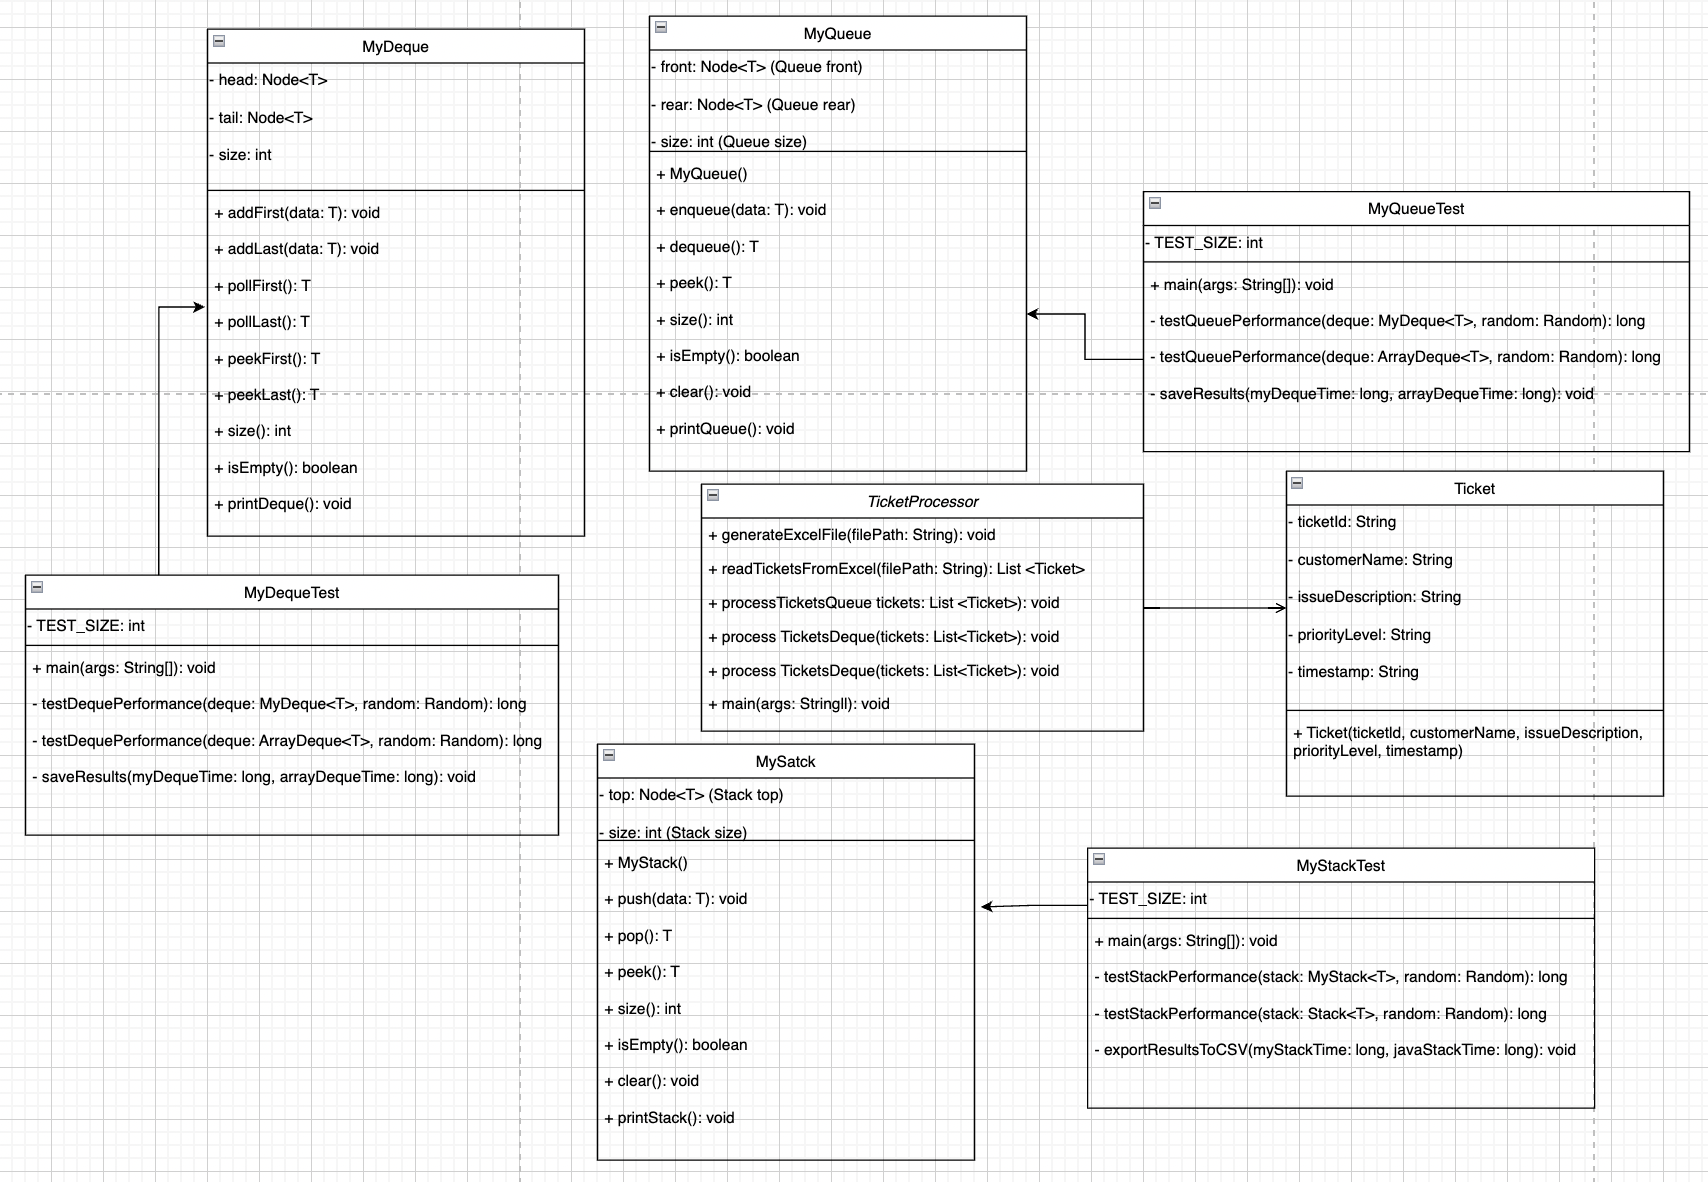 MyDeque
- head: Node<T>
- tail: Node<T>
- size: int
+ addFirst(data: T): void
+ addLast(data: T): void
+ pollFirst(): T
+ pollLast(): T
+ peekFirst(): T
+ peekLast(): T
+ size(): int
+ isEmpty(): boolean
+ printDeque(): void
MyQueue
- front: Node<T> (Queue front)
- rear: Node<T> (Queue rear)
- size: int (Queue size)
+ MyQueue()
+ enqueue(data: T): void
+ dequeue(): T
+ peek(): T
+ size(): int
+ isEmpty(): boolean
+ clear(): void
+ printQueue(): void
MyQueueTest
- TEST_SIZE: int
+ main(args: String[]): void
- testQueuePerformance(deque: MyDeque<T>, random: Random): long
- testQueuePerformance(deque: ArrayDeque<T>, random: Random): long
- saveResults(myDequeTime: long, arrayDequeTime: long): void
TicketProcessor
+ generateExcelFile(filePath: String): void
+ readTicketsFromExcel(filePath: String): List <Ticket>
+ processTicketsQueue tickets: List <Ticket>): void
+ process TicketsDeque(tickets: List<Ticket>): void
+ process TicketsDeque(tickets: List<Ticket>): void
+ main(args: Stringll): void
Ticket
- ticketId: String
- customerName: String
- issueDescription: String
- priorityLevel: String
- timestamp: String
+ Ticket(ticketId, customerName, issueDescription,
priorityLevel, timestamp)
MyDequeTest
- TEST_SIZE: int
+ main(args: String[]): void
- testDequePerformance(deque: MyDeque<T>, random: Random): long
- testDequePerformance(deque: ArrayDeque<T>, random: Random): long
- saveResults(myDequeTime: long, arrayDequeTime: long): void
MySatck
- top: Node<T> (Stack top)
- size: int (Stack size)
+ MyStack()
+ push(data: T): void
+ pop(): T
+ peek(): T
+ size(): int
+ isEmpty(): boolean
+ clear(): void
+ printStack(): void
MyStackTest
- TEST_SIZE: int
+ main(args: String[]): void
- testStackPerformance(stack: MyStack<T>, random: Random): long
- testStackPerformance(stack: Stack<T>, random: Random): long
- exportResultsToCSV(myStackTime: long, javaStackTime: long): void